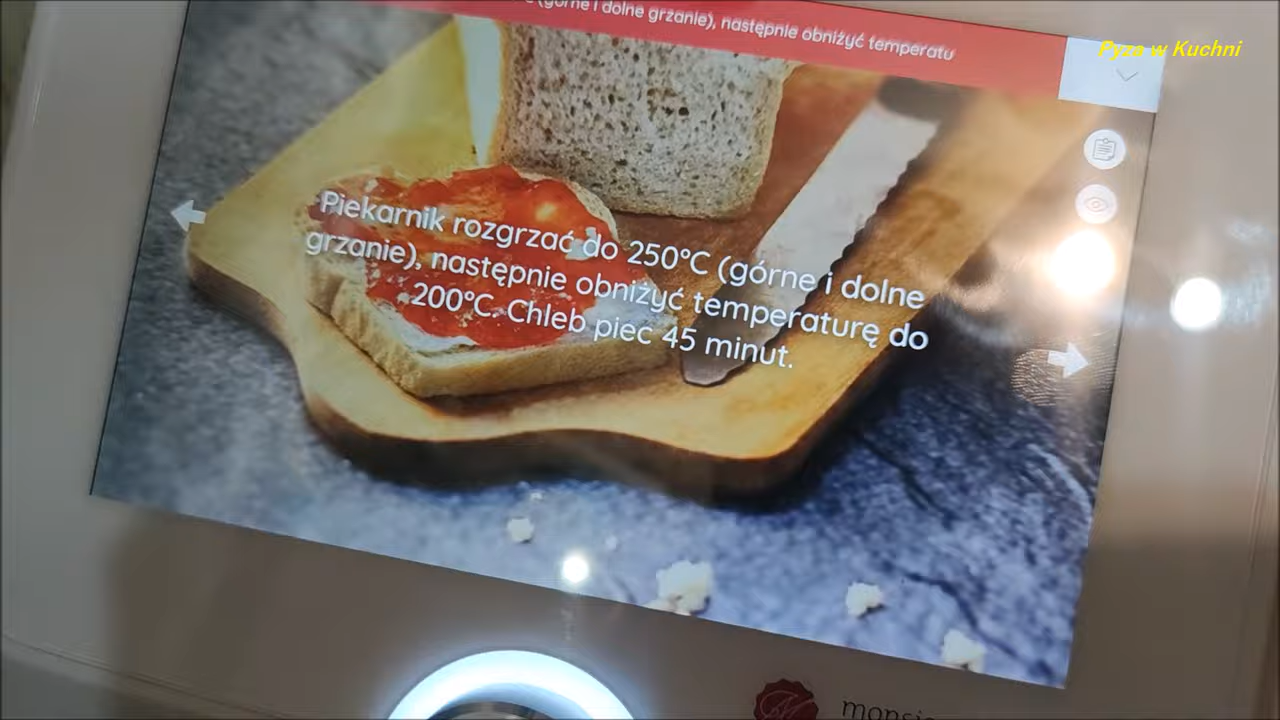 (górne i dolne grzanie), następnie obniżyć temperatu
Pyza w Kuchni
Piekarnik rozgrzać do 250°C (górne i dolne
grzanie), następnie obniżyć temperaturę do
200°C. Chleb piec 45 minut.